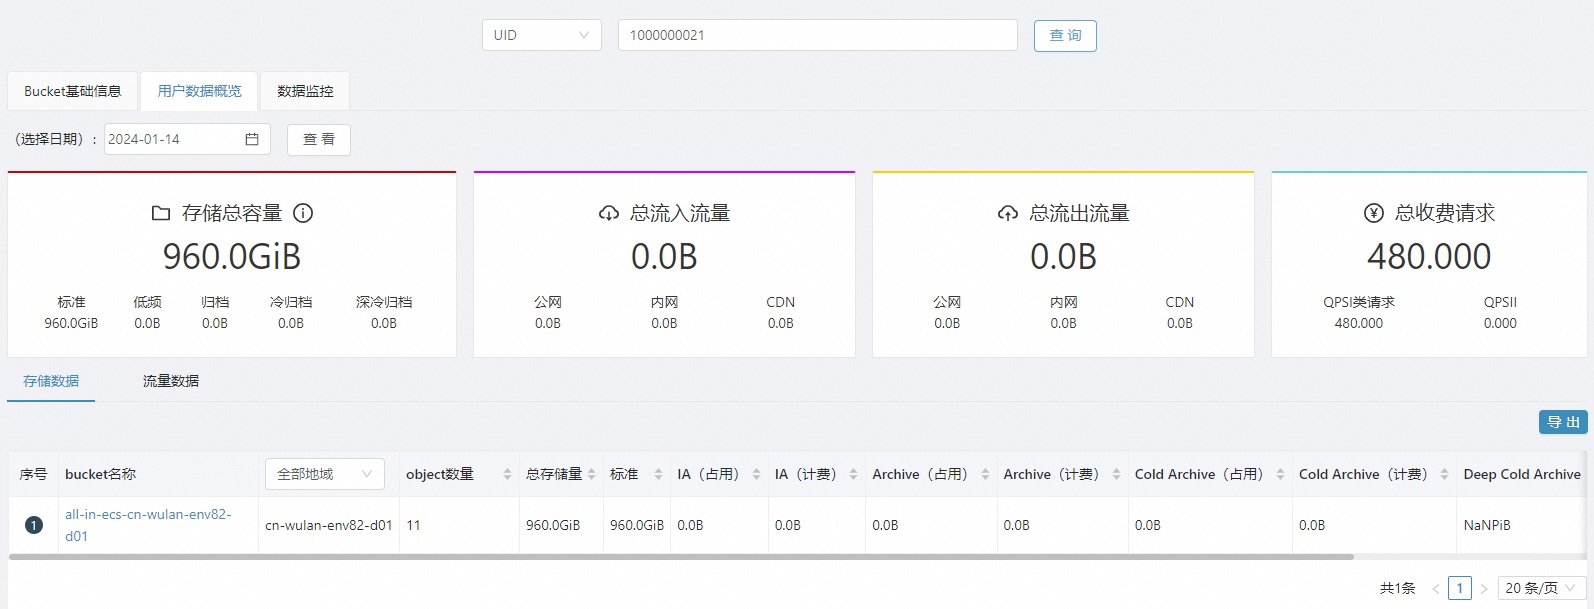 UID 1000000021 查 询
Bucket基础信息 用户数据概览 数据监控
(选择日期) : 2024-01-14 查 看
存储总容量
960.0GiB
标准 低频 归档 冷归档 深冷归档
960.0GiB 0.0B 0.0B 0.0B 0.0B
总流入流量
0.0B
公网 内网 CDN
0.0B 0.0B 0.0B
总流出流量
0.0B
公网 内网 CDN
0.0B 0.0B 0.0B
¥ 总收费请求
480.000
QPSI类请求 QPSII
480.000 0.000
存储数据 流量数据
导 出
序号 bucket名称 全部地域 object数量 总存储量 标准 IA（占用） IA（计费） Archive（占用） Archive（计费） Cold Archive（占用） Cold Archive（计费） Deep Cold Archive
1 all-in-ecs-cn-wulan-env82-d01 cn-wulan-env82-d01 11 960.0GiB 960.0GiB 0.0B 0.0B 0.0B 0.0B 0.0B 0.0B NaNPiB
共1条 < 1 > 20 条/页